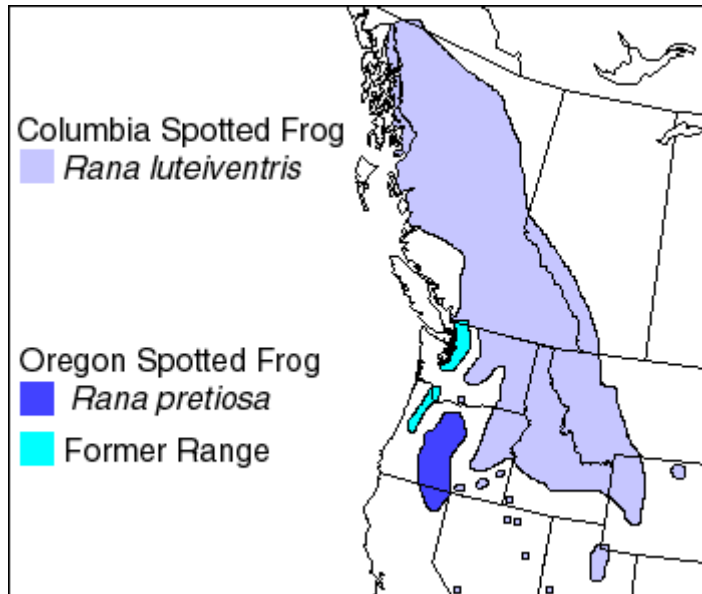 Columbia Spotted Frog
Rana luteiventris
Oregon Spotted Frog
Rana pretiosa
Former Range